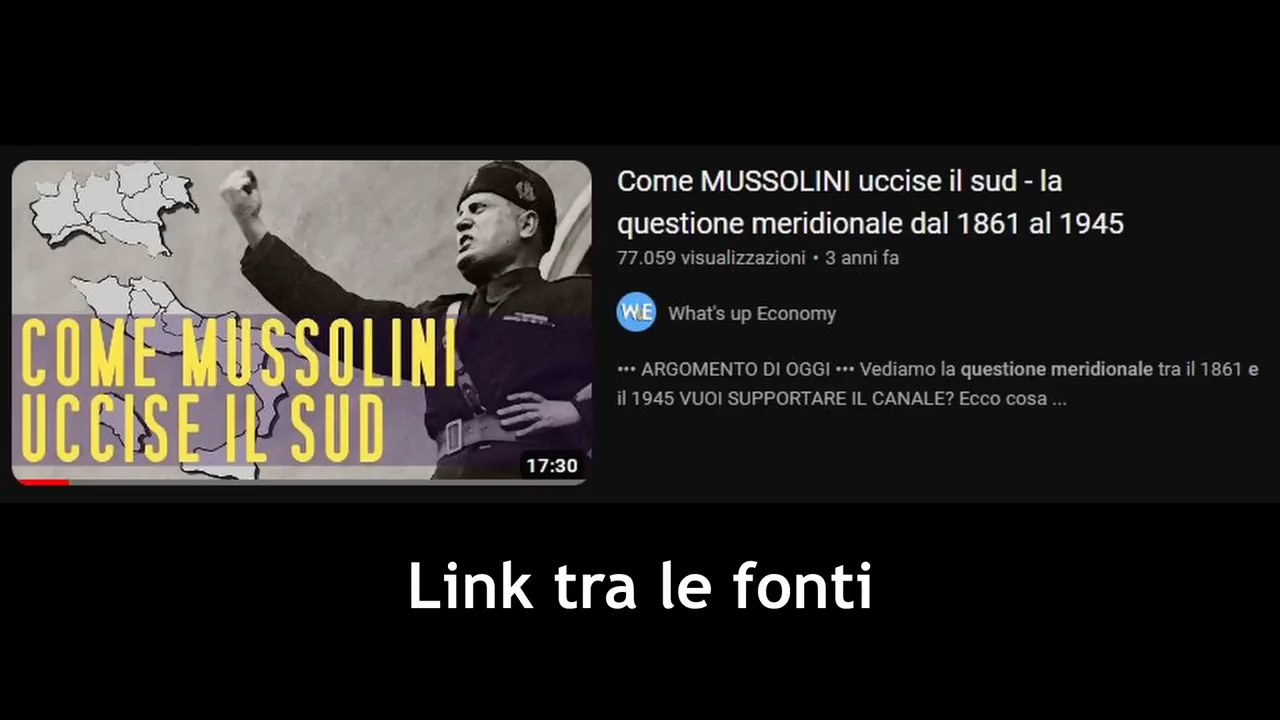 COME MUSSOLINI
UCCISE IL SUD
17:30
Come MUSSOLINI uccise il sud - la
questione meridionale dal 1861 al 1945
77.059 visualizzazioni • 3 anni fa
WE What's up Economy
••• ARGOMENTO DI OGGI ••• Vediamo la questione meridionale tra il 1861 e
il 1945 VUOI SUPPORTARE IL CANALE? Ecco cosa ...
Link tra le fonti